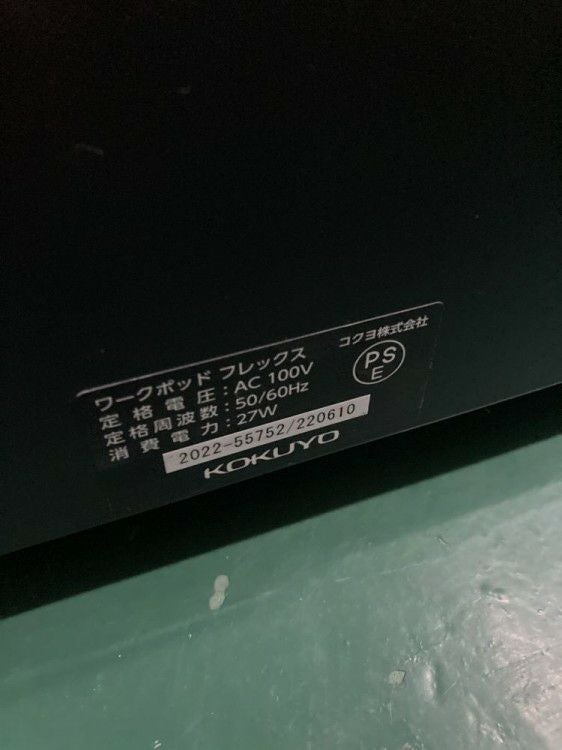 ワークポッド フレックス
コクヨ株式会社
定格電圧：AC 100V
定格周波数：50/60Hz
消費電力：27W
PS
E
2022-55752/220610
KOKUYO